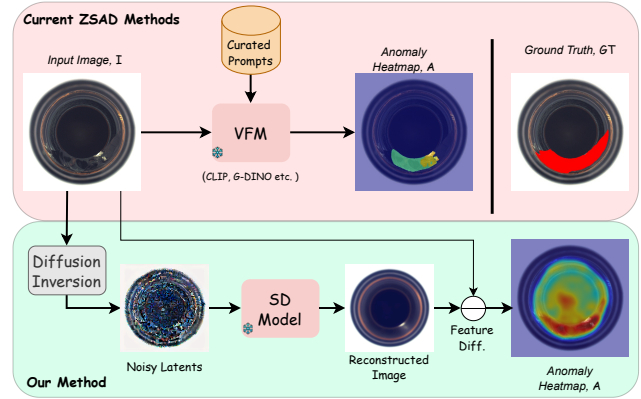 Current ZSAD Methods
Input Image, I
Curated
Prompts
Anomaly
Heatmap, A
Ground Truth, GT
VFM
(CLIP, G-DINO etc. )
Diffusion
Inversion
SD
Model
Feature
Diff.
Noisy Latents
Reconstructed
Image
Anomaly
Heatmap, A
Our Method